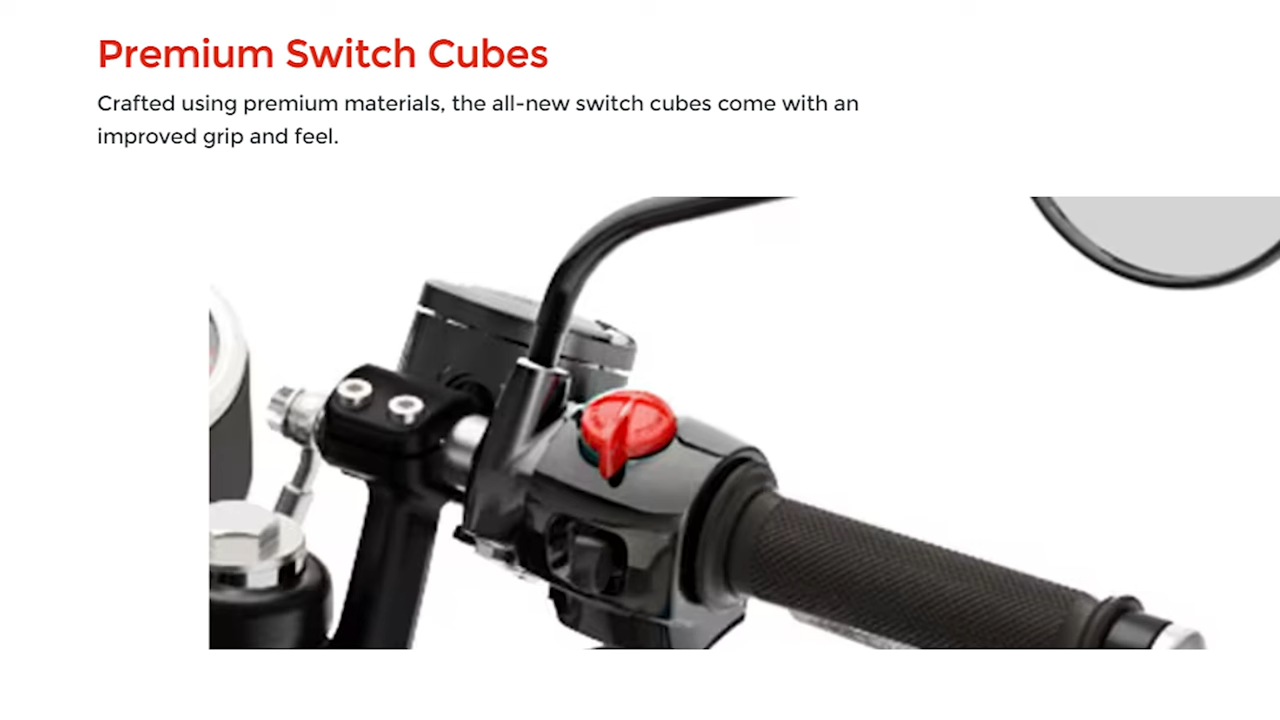 Premium Switch Cubes
Crafted using premium materials, the all-new switch cubes come with an
improved grip and feel.